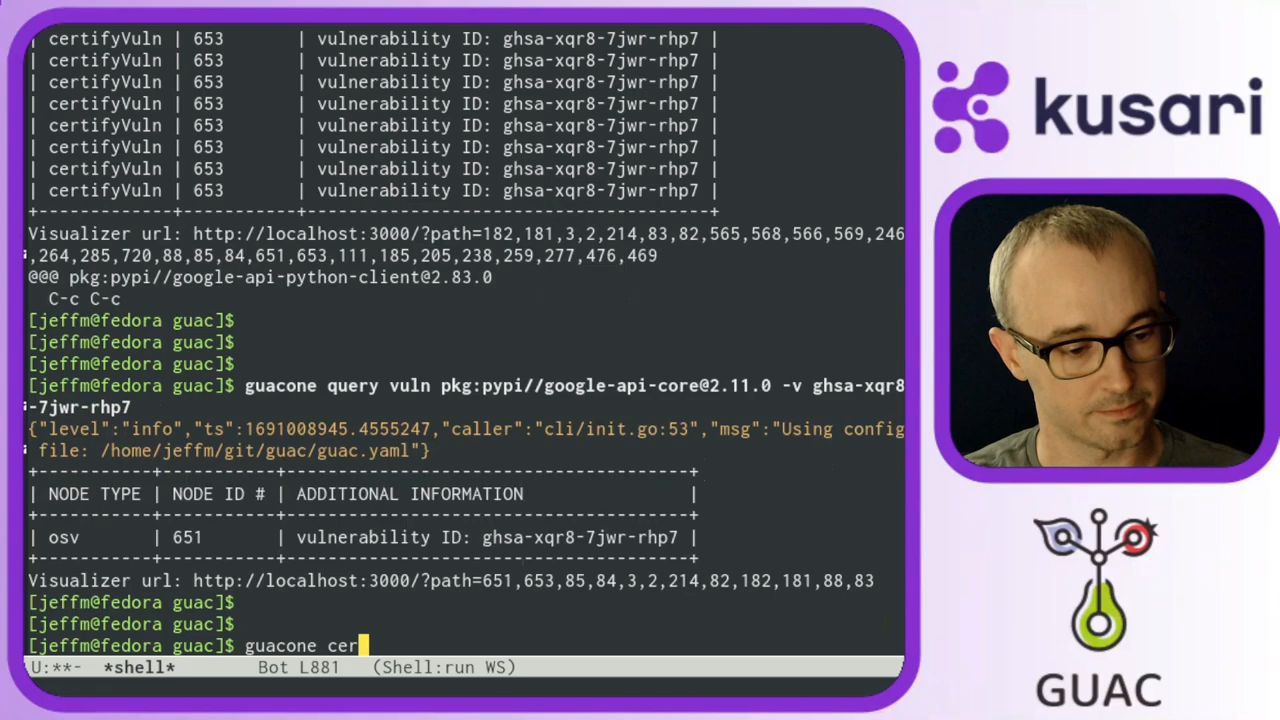 | certifyVuln | 653       | vulnerability ID: ghsa-xqr8-7jwr-rhp7 |
| certifyVuln | 653       | vulnerability ID: ghsa-xqr8-7jwr-rhp7 |
| certifyVuln | 653       | vulnerability ID: ghsa-xqr8-7jwr-rhp7 |
| certifyVuln | 653       | vulnerability ID: ghsa-xqr8-7jwr-rhp7 |
| certifyVuln | 653       | vulnerability ID: ghsa-xqr8-7jwr-rhp7 |
| certifyVuln | 653       | vulnerability ID: ghsa-xqr8-7jwr-rhp7 |
| certifyVuln | 653       | vulnerability ID: ghsa-xqr8-7jwr-rhp7 |
| certifyVuln | 653       | vulnerability ID: ghsa-xqr8-7jwr-rhp7 |
+-------------+-----------+---------------------------------------+
Visualizer url: http://localhost:3000/?path=182,181,3,2,214,83,82,565,568,566,569,246
,264,285,720,88,85,84,651,653,111,185,205,238,259,277,476,469
@@@ pkg:pypi//google-api-python-client@2.83.0
  C-c C-c
[jeffm@fedora guac]$
[jeffm@fedora guac]$
[jeffm@fedora guac]$
[jeffm@fedora guac]$ guacone query vuln pkg:pypi//google-api-core@2.11.0 -v ghsa-xqr8
-7jwr-rhp7
{"level":"info","ts":1691008945.4555247,"caller":"cli/init.go:53","msg":"Using config
 file: /home/jeffm/git/guac/guac.yaml"}
+-----------+-----------+---------------------------------------+
| NODE TYPE | NODE ID # | ADDITIONAL INFORMATION                |
+-----------+-----------+---------------------------------------+
| osv       | 651       | vulnerability ID: ghsa-xqr8-7jwr-rhp7 |
+-----------+-----------+---------------------------------------+
Visualizer url: http://localhost:3000/?path=651,653,85,84,3,2,214,82,182,181,88,83
[jeffm@fedora guac]$
[jeffm@fedora guac]$
[jeffm@fedora guac]$ guacone cer
U:**-  *shell*        Bot L881   (Shell:run WS)
kusari
GUAC